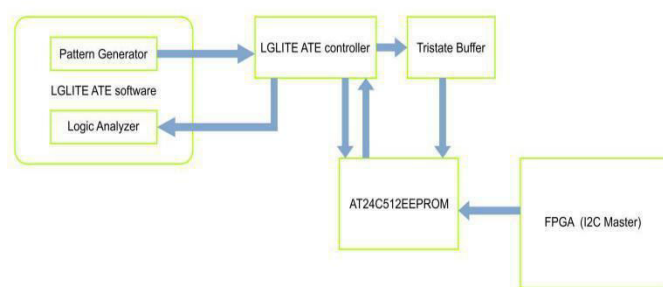 Pattern Generator
LGLITE ATE controller
Tristate Buffer
LGLITE ATE software
Logic Analyzer
AT24C512EEPROM
FPGA (I2C Master)